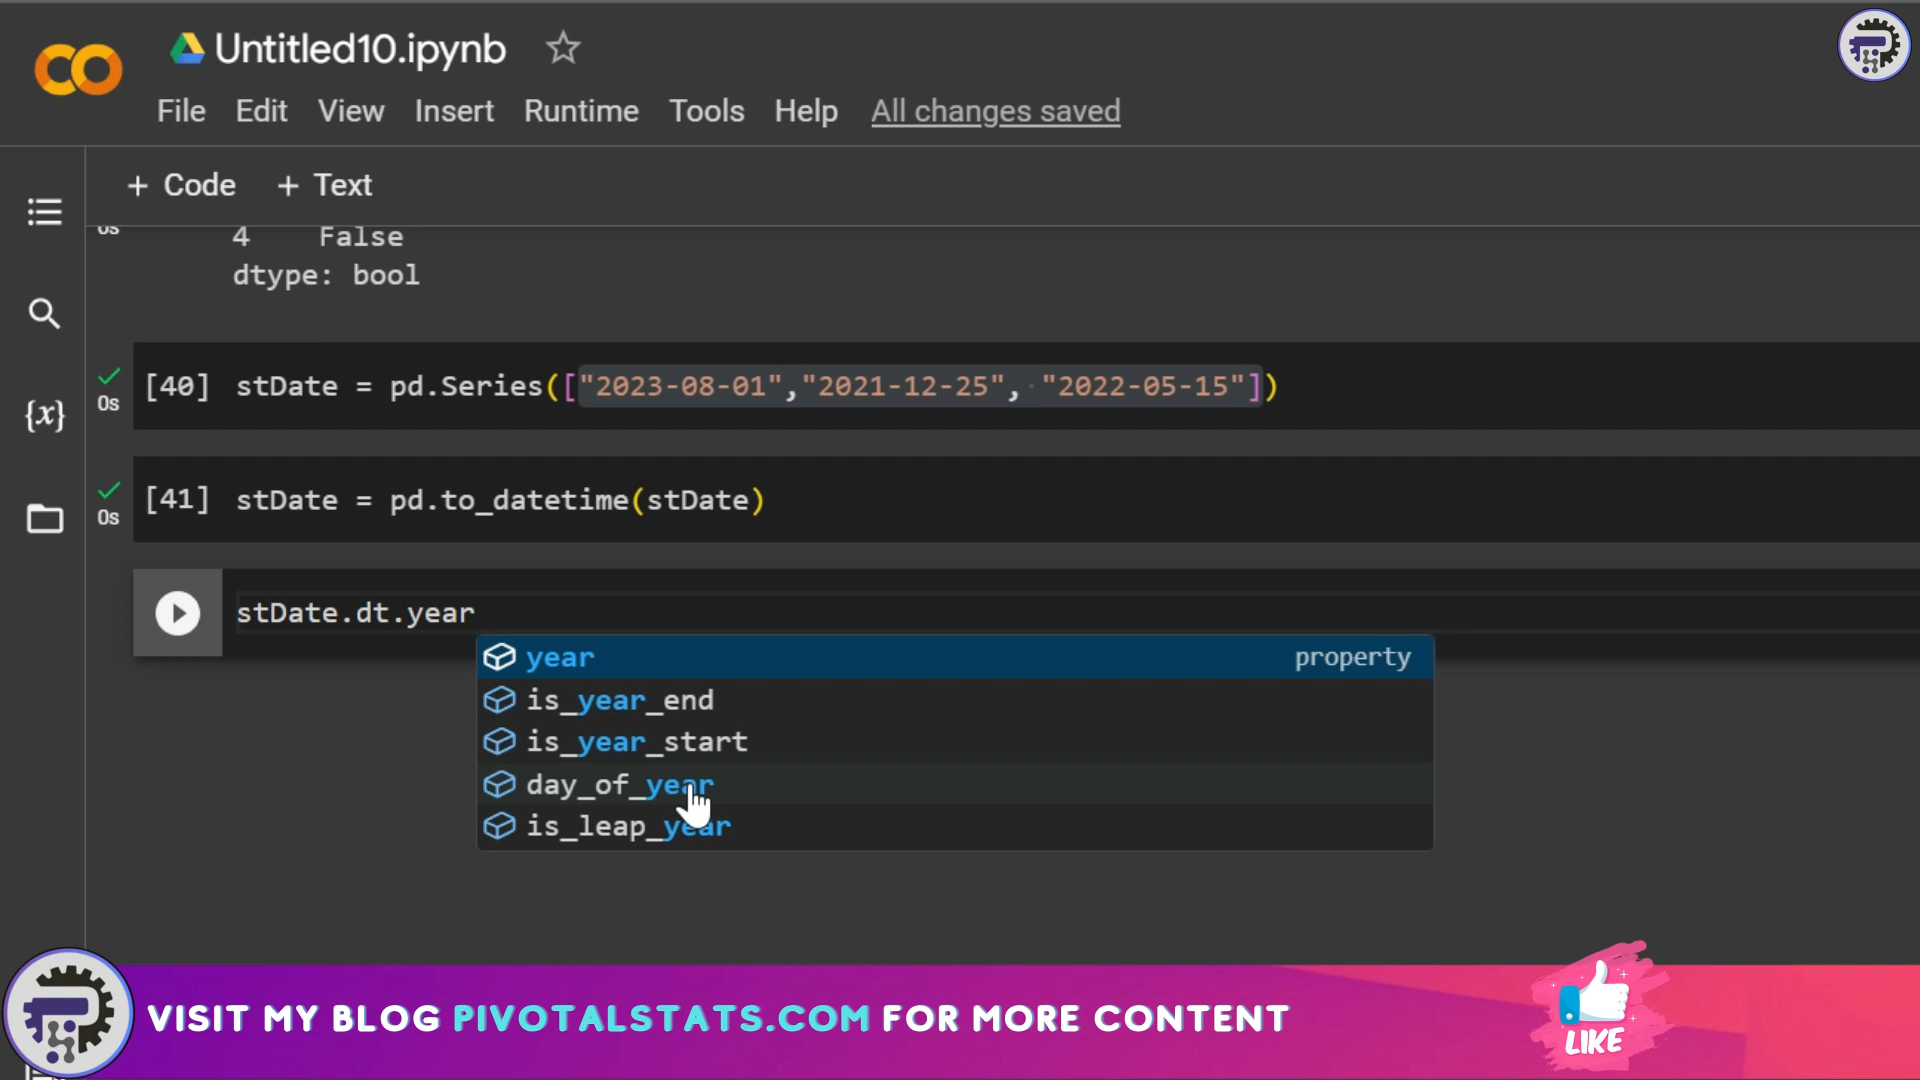 Untitled10.ipynb
File Edit View Insert Runtime Tools Help All changes saved
+ Code + Text
0s
4 False
dtype: bool
{x}
[40] stDate = pd.Series(["2023-08-01","2021-12-25", "2022-05-15"])
0s
[41] stDate = pd.to_datetime(stDate)
0s
stDate.dt.year
year property
is_year_end
is_year_start
day_of_year
is_leap_year
VISIT MY BLOG PIVOTALSTATS.COM FOR MORE CONTENT
LIKE